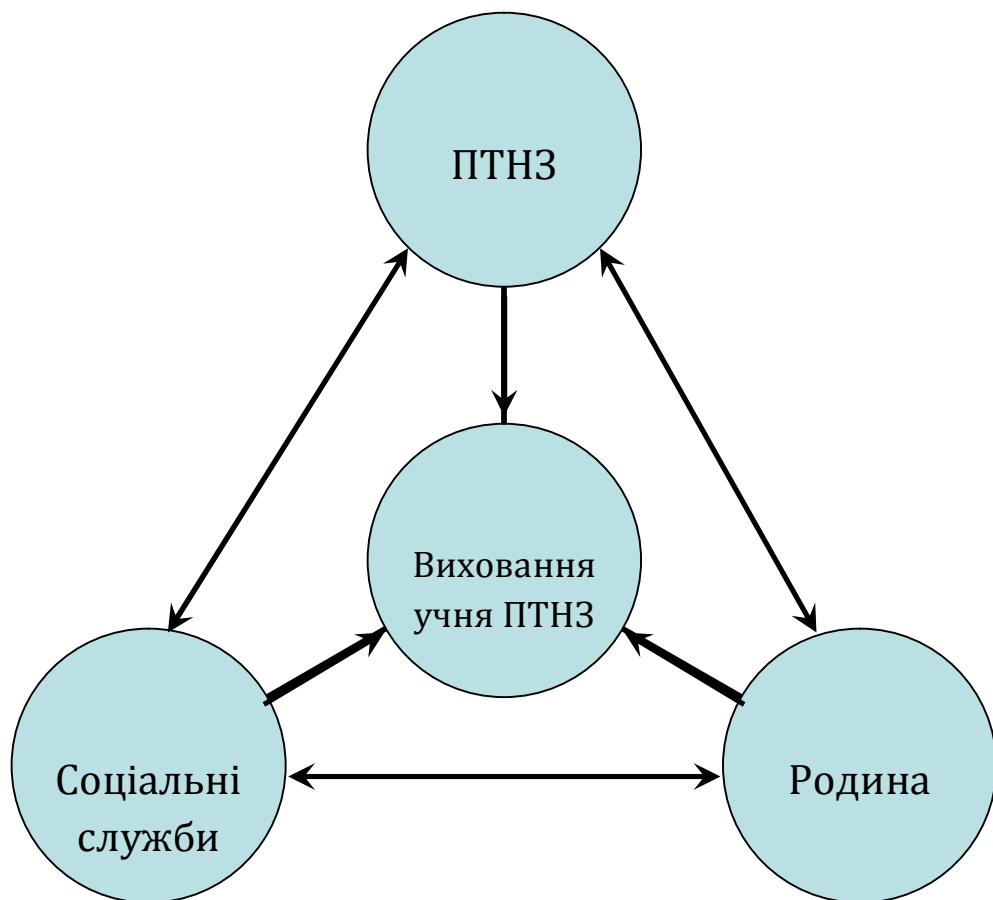 ПТНЗ
Виховання
учня ПТНЗ
Соціальні
служби
Родина